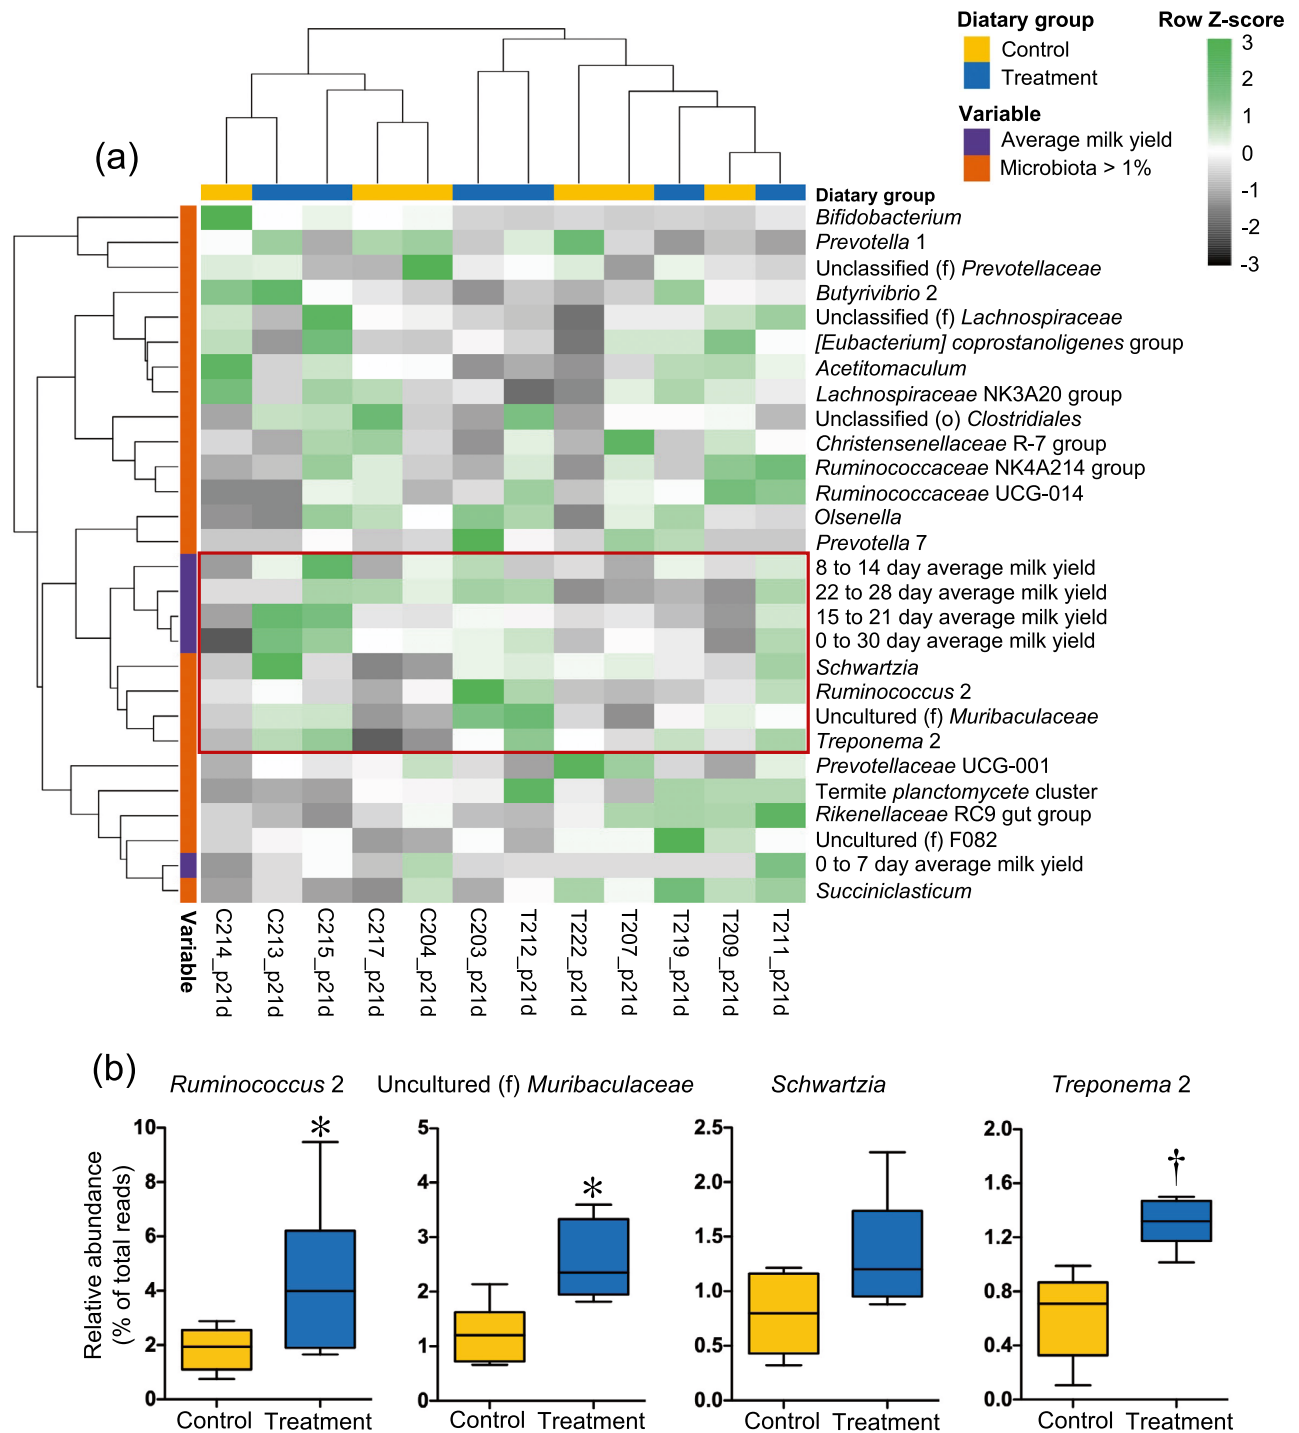 Diatary group
Control
Treatment
Variable
Average milk yield
Microbiota > 1%
Row Z-score
3
2
1
0
-1
-2
-3
(a)
Diatary group
Bifidobacterium
Prevotella 1
Unclassified (f) Prevotellaceae
Butyrivibrio 2
Unclassified (f) Lachnospiraceae
[Eubacterium] coprostanoligenes group
Acetitomaculum
Lachnospiraceae NK3A20 group
Unclassified (o) Clostridiales
Christensenellaceae R-7 group
Ruminococcaceae NK4A214 group
Ruminococcaceae UCG-014
Olsenella
Prevotella 7
8 to 14 day average milk yield
22 to 28 day average milk yield
15 to 21 day average milk yield
0 to 30 day average milk yield
Schwartzia
Ruminococcus 2
Uncultured (f) Muribaculaceae
Treponema 2
Prevotellaceae UCG-001
Termite planctomycete cluster
Rikenellaceae RC9 gut group
Uncultured (f) F082
0 to 7 day average milk yield
Succiniclasticum
Variable
C214_p21d
C213_p21d
C215_p21d
C217_p21d
C204_p21d
C203_p21d
T212_p21d
T222_p21d
T207_p21d
T219_p21d
T209_p21d
T211_p21d
(b)
Relative abundance
(% of total reads)
Ruminococcus 2
10
8
6
4
2
0
*
Control Treatment
Uncultured (f) Muribaculaceae
5
4
3
2
1
0
*
Control Treatment
Schwartzia
2.5
2.0
1.5
1.0
0.5
0.0
Control Treatment
Treponema 2
2.0
1.6
1.2
0.8
0.4
0.0
†
Control Treatment